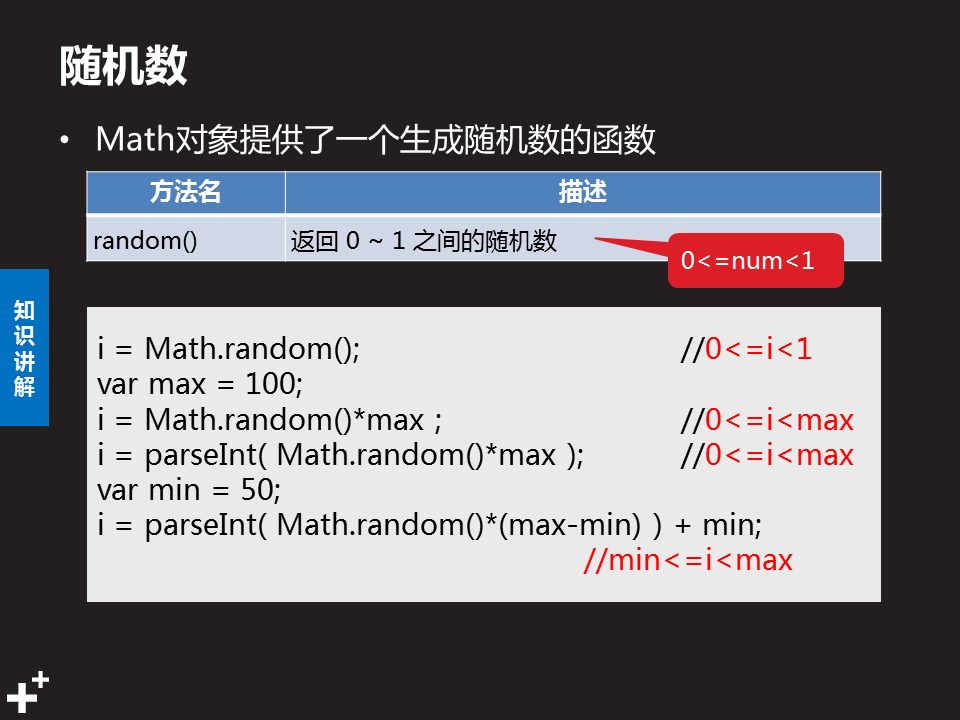 随机数
• Math对象提供了一个生成随机数的函数
方法名 描述
random() 返回 0 ~ 1 之间的随机数
0<=num<1
知识讲解
i = Math.random(); //0<=i<1
var max = 100;
i = Math.random()*max ; //0<=i<max
i = parseInt( Math.random()*max ); //0<=i<max
var min = 50;
i = parseInt( Math.random()*(max-min) ) + min;
//min<=i<max